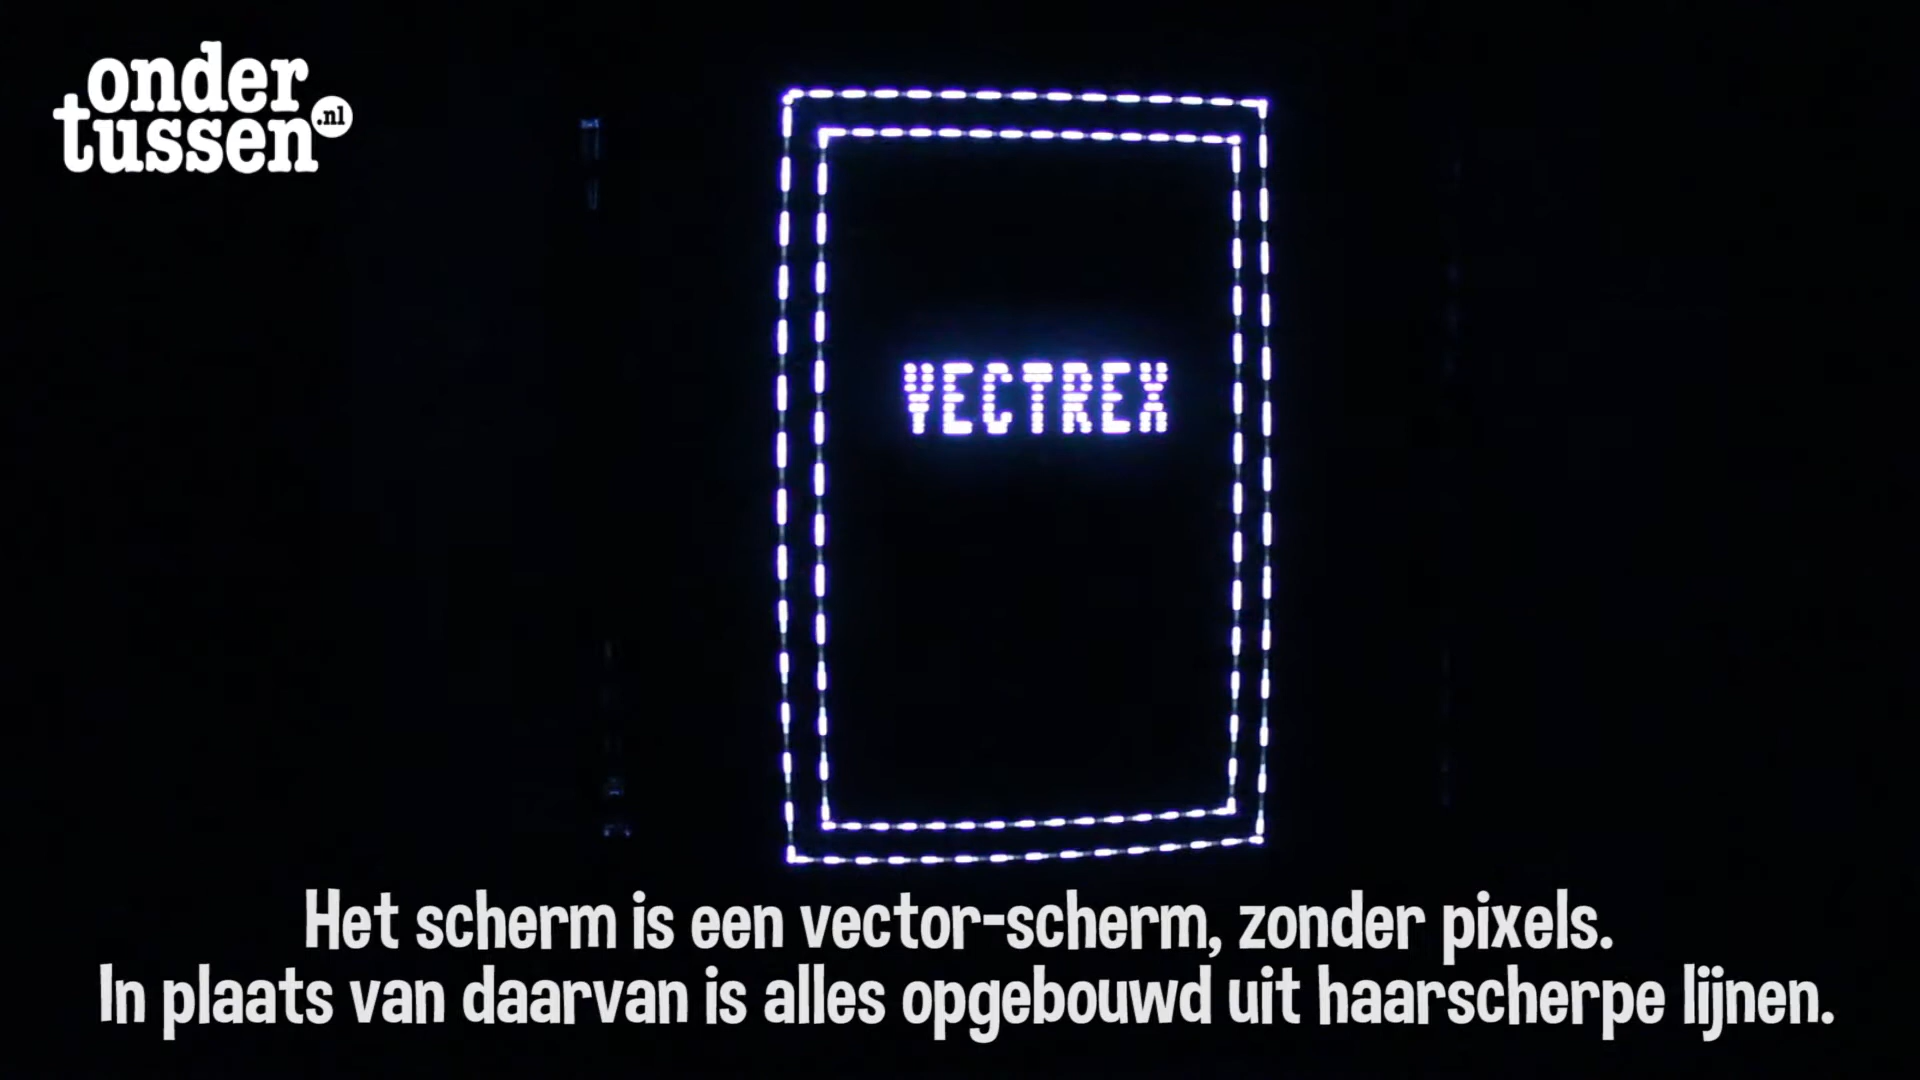 onder
tussen.nl
VECTREX
Het scherm is een vector-scherm, zonder pixels.
In plaats van daarvan is alles opgebouwd uit haarscherpe lijnen.